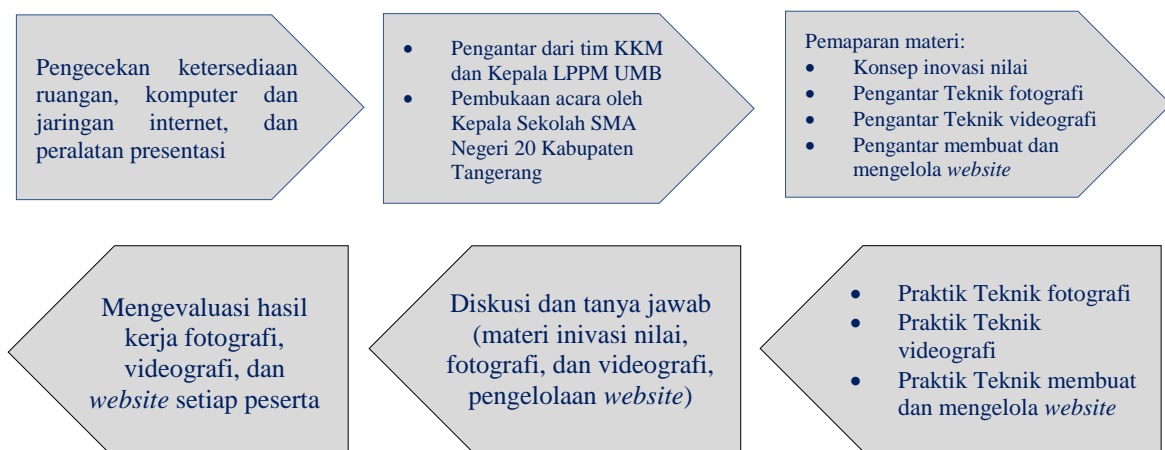 Pengecekan ketersediaan
ruangan, komputer dan
jaringan internet, dan
peralatan presentasi
• Pengantar dari tim KKM
dan Kepala LPPM UMB
• Pembukaan acara oleh
Kepala Sekolah SMA
Negeri 20 Kabupaten
Tangerang
Pemaparan materi:
• Konsep inovasi nilai
• Pengantar Teknik fotografi
• Pengantar Teknik videografi
• Pengantar membuat dan
mengelola website
• Praktik Teknik fotografi
• Praktik Teknik
videografi
• Praktik Teknik membuat
dan mengelola website
Diskusi dan tanya jawab
(materi inivasi nilai,
fotografi, dan videografi,
pengelolaan website)
Mengevaluasi hasil
kerja fotografi,
videografi, dan
website setiap peserta